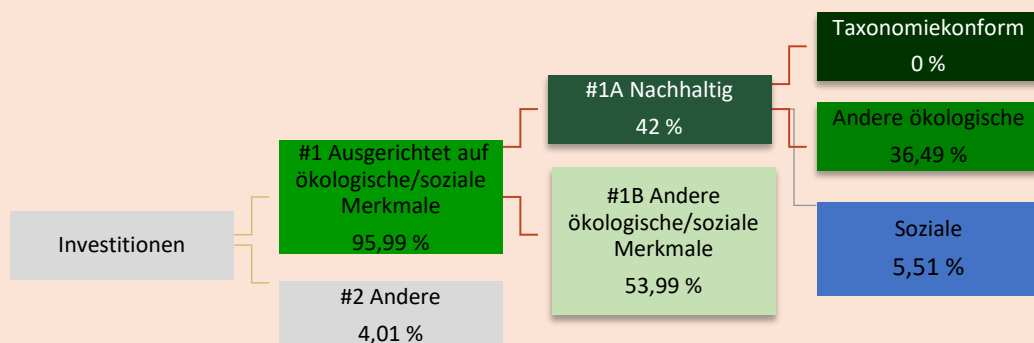 Investitionen
#1 Ausgerichtet auf
ökologische/soziale
Merkmale
95,99 %
#2 Andere
4,01 %
#1A Nachhaltig
42 %
#1B Andere
ökologische/soziale
Merkmale
53,99 %
Taxonomiekonform
0 %
Andere ökologische
36,49 %
Soziale
5,51 %